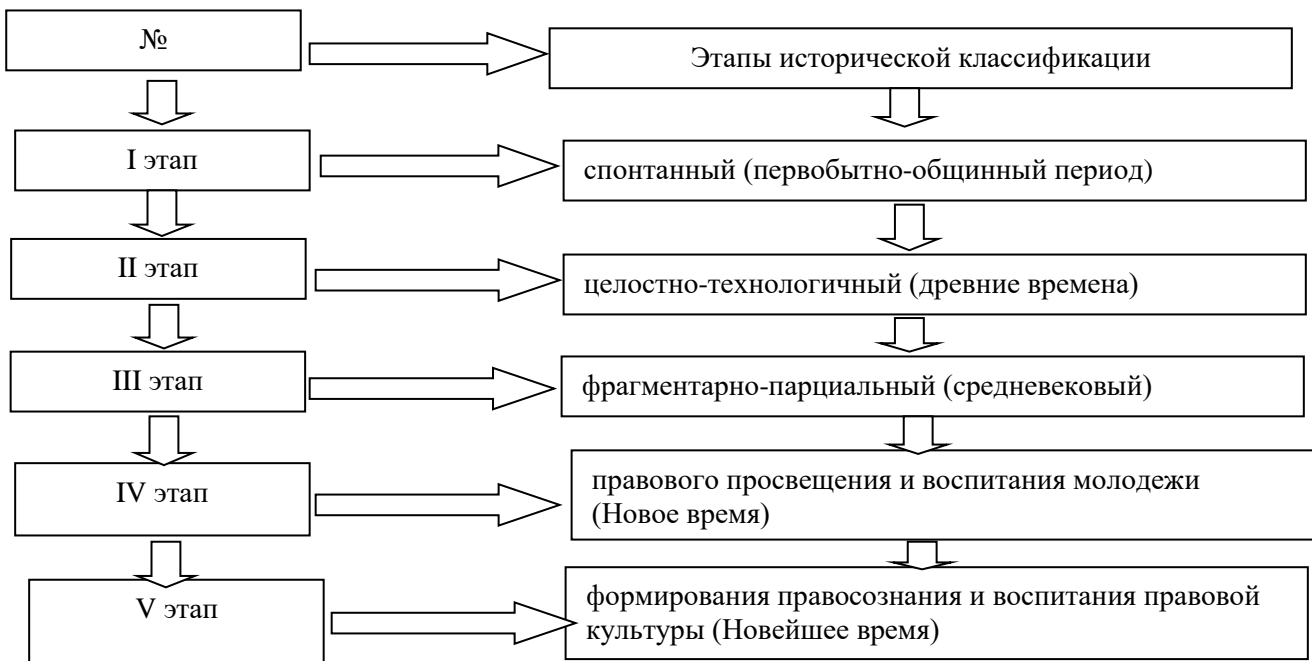 №
Этапы исторической классификации
I этап
спонтанный (первобытно-общинный период)
II этап
целостно-технологичный (древние времена)
III этап
фрагментарно-парциальный (средневековый)
IV этап
правового просвещения и воспитания молодежи
(Новое время)
V этап
формирования правосознания и воспитания правовой
культуры (Новейшее время)